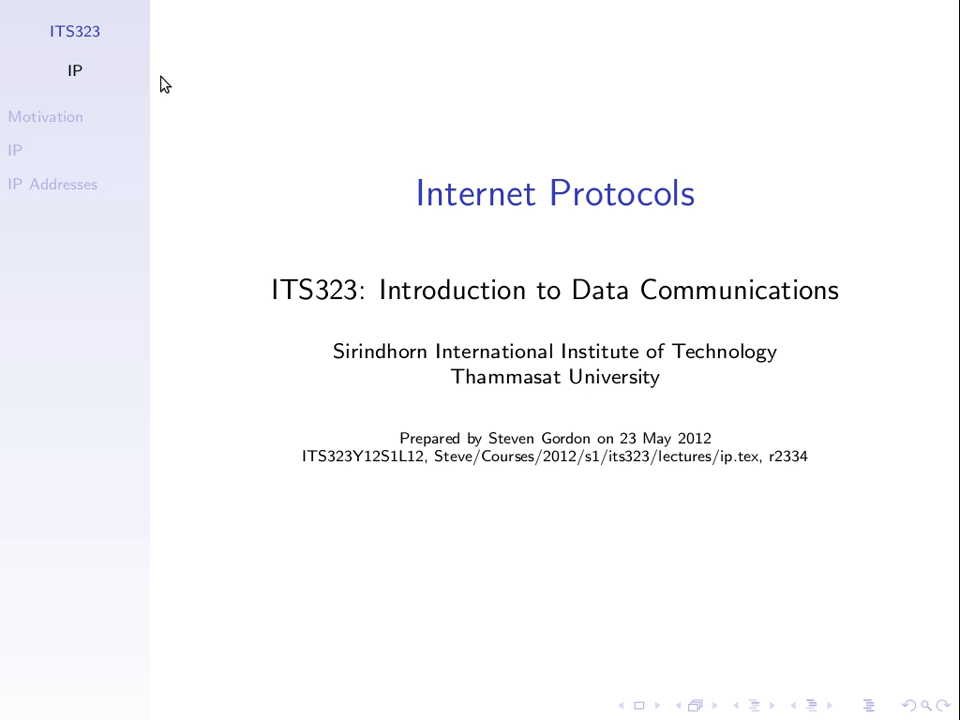 ITS323
IP
Motivation
IP
IP Addresses
Internet Protocols
ITS323: Introduction to Data Communications
Sirindhorn International Institute of Technology
Thammasat University
Prepared by Steven Gordon on 23 May 2012
ITS323Y12S1L12, Steve/Courses/2012/s1/its323/lectures/ip.tex, r2334